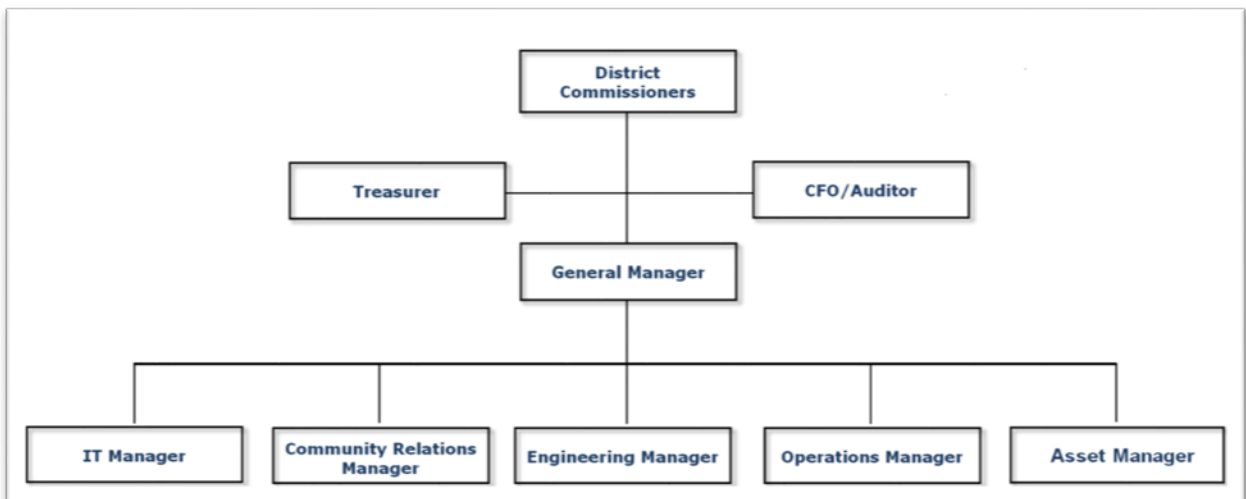 District
Commissioners
Treasurer
CFO/Auditor
General Manager
IT Manager
Community Relations
Manager
Engineering Manager
Operations Manager
Asset Manager